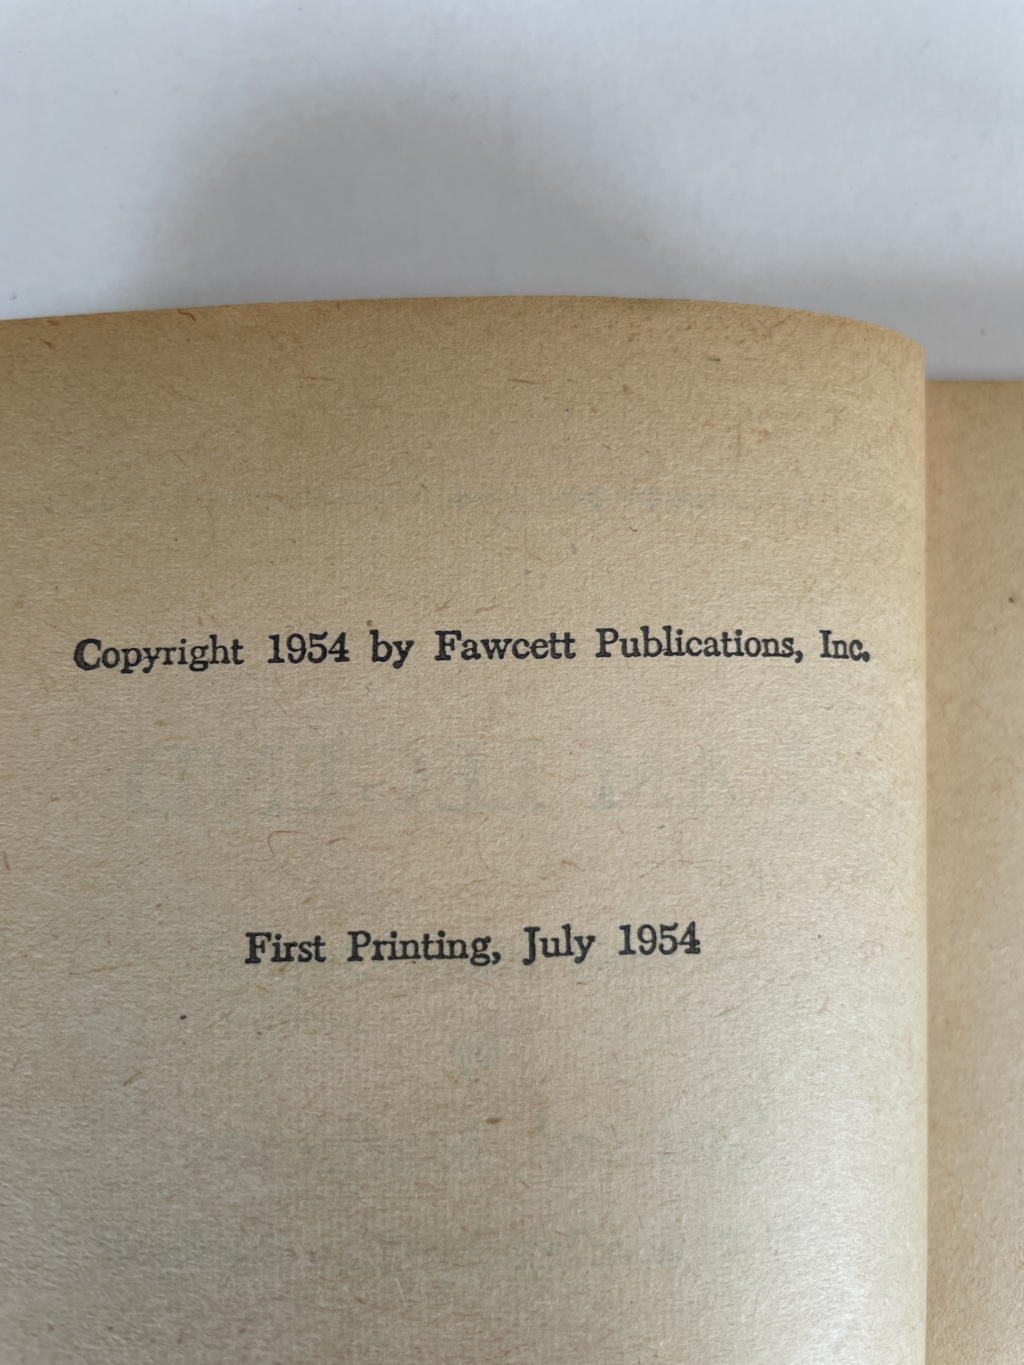 Copyright 1954 by Fawcett Publications, Inc.
First Printing, July 1954